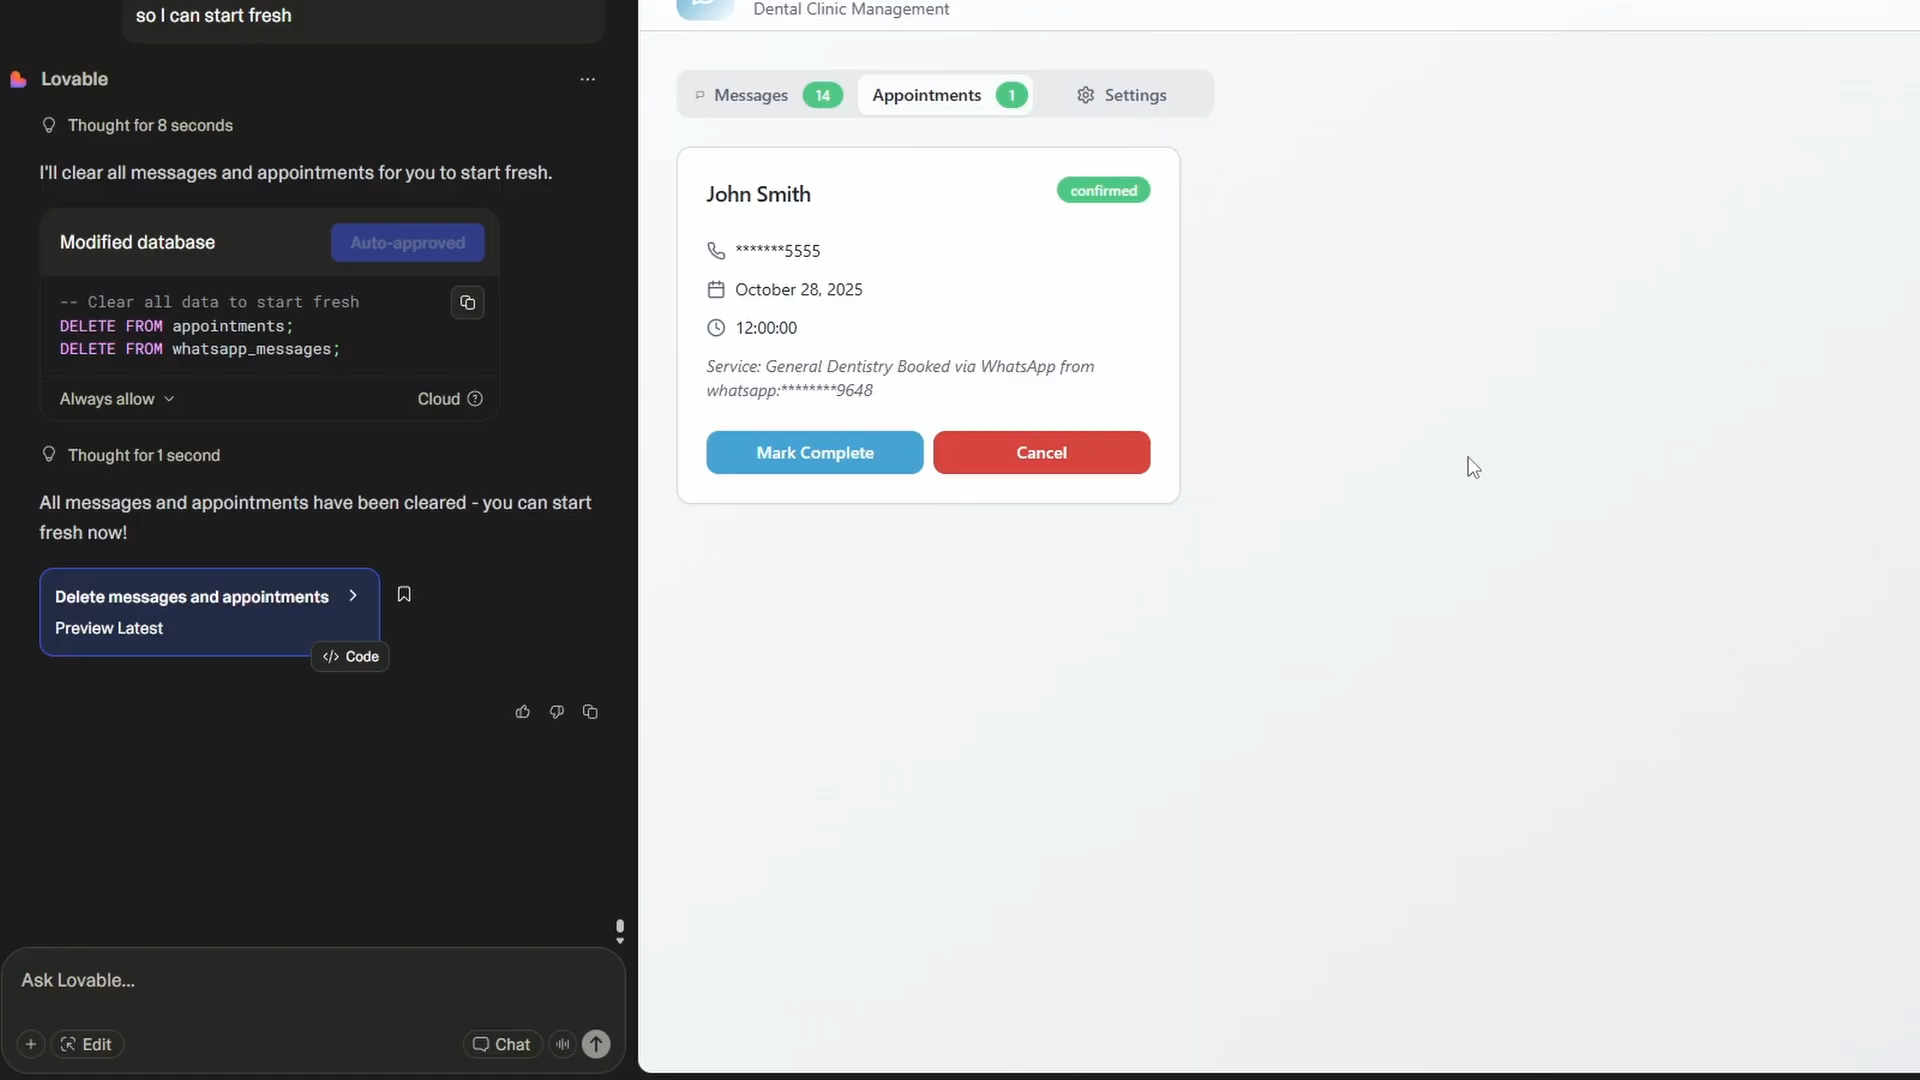 so I can start fresh
Lovable
Thought for 8 seconds
I'll clear all messages and appointments for you to start fresh.
Modified database
Auto-approved
-- Clear all data to start fresh
DELETE FROM appointments;
DELETE FROM whatsapp_messages;
Always allow
Cloud
Thought for 1 second
All messages and appointments have been cleared - you can start
fresh now!
Delete messages and appointments
Preview Latest
Code
Ask Lovable...
Edit
Chat
Dental Clinic Management
Messages 14
Appointments 1
Settings
John Smith
confirmed
*******5555
October 28, 2025
12:00:00
Service: General Dentistry Booked via WhatsApp from
whatsapp:********9648
Mark Complete
Cancel